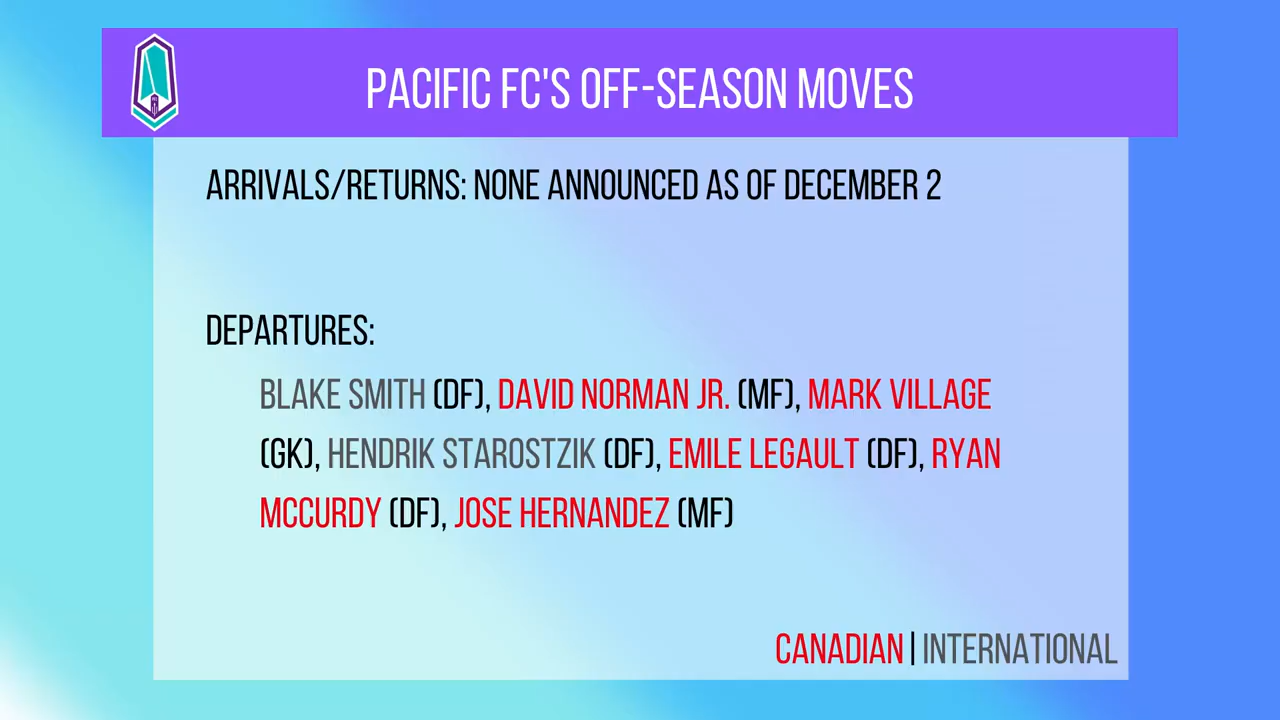 PACIFIC FC'S OFF-SEASON MOVES
ARRIVALS/RETURNS: NONE ANNOUNCED AS OF DECEMBER 2
DEPARTURES:
BLAKE SMITH (DF), DAVID NORMAN JR. (MF), MARK VILLAGE
(GK), HENDRIK STAROSTZIK (DF), EMILE LEGAULT (DF), RYAN
MCCURDY (DF), JOSE HERNANDEZ (MF)
CANADIAN | INTERNATIONAL